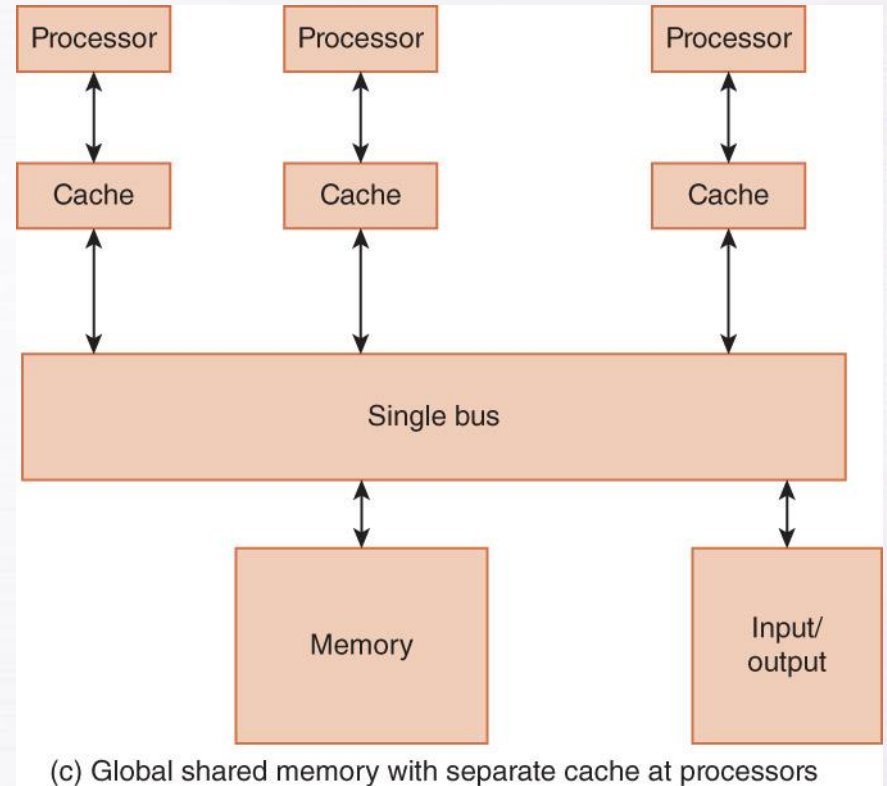 Processor
Processor
Processor
Cache
Cache
Cache
Single bus
Memory
Input/
output
(c) Global shared memory with separate cache at processors